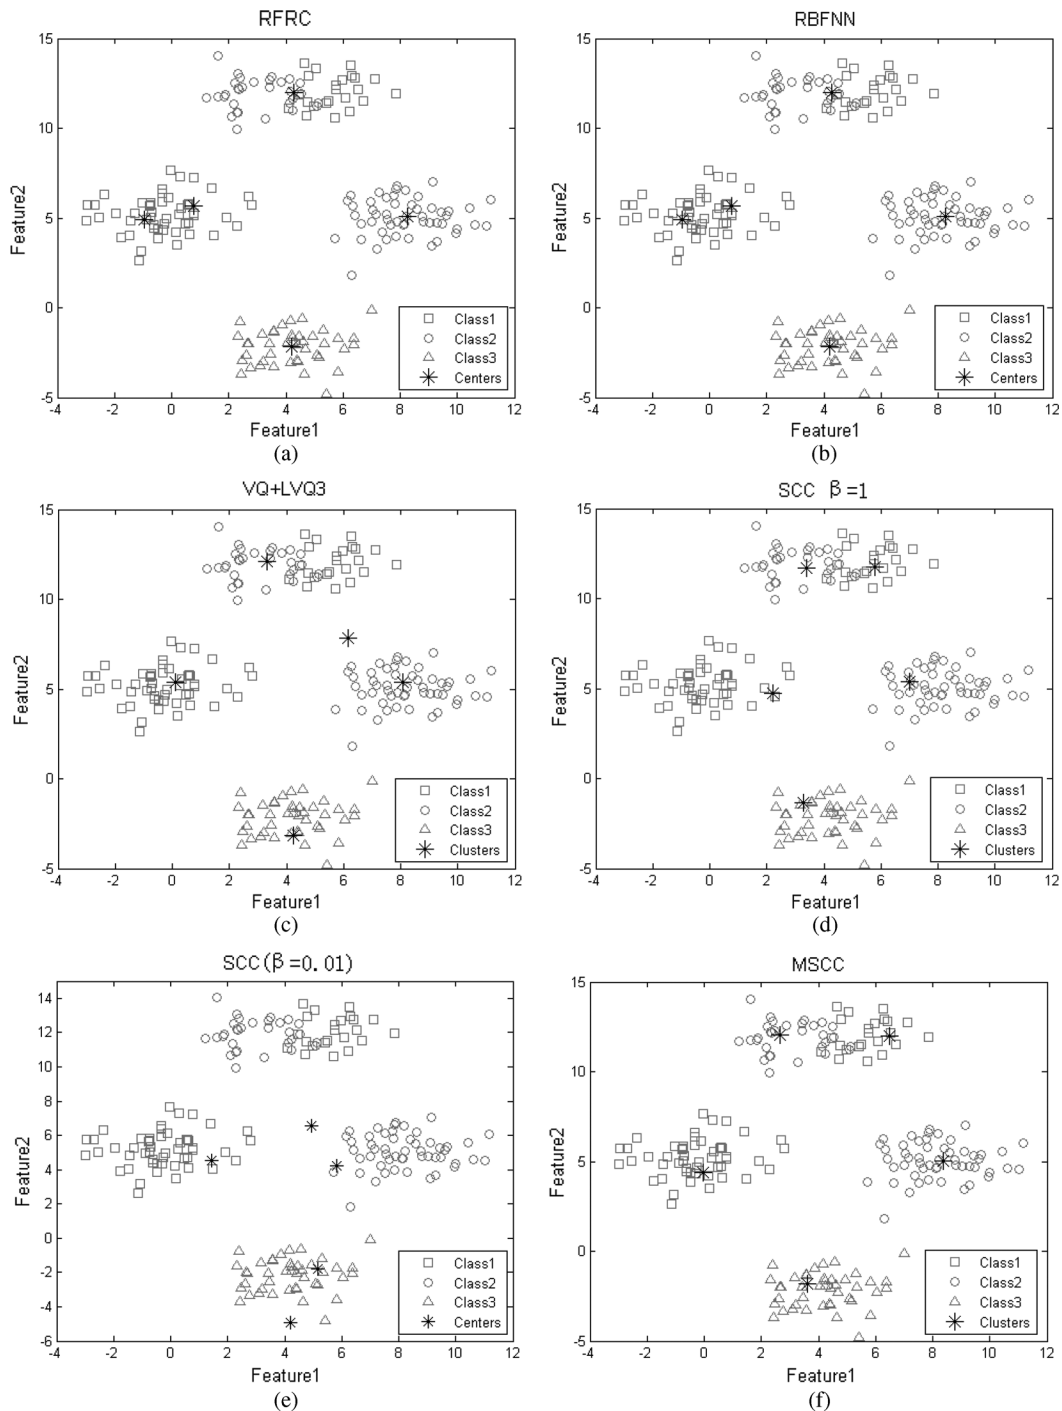 RFRC
15
10
5
0
-5
-4
-2
0
2
4
6
8
10
12
Feature2
Feature1
Class1
Class2
Class3
Centers
(a)
RBFNN
15
10
5
0
-5
-4
-2
0
2
4
6
8
10
12
Feature2
Feature1
Class1
Class2
Class3
Centers
(b)
VQ+LVQ3
15
10
5
0
-5
-4
-2
0
2
4
6
8
10
12
Feature2
Feature1
Class1
Class2
Class3
Clusters
(c)
SCC β=1
15
10
5
0
-5
-4
-2
0
2
4
6
8
10
12
Feature2
Feature1
Class1
Class2
Class3
Clusters
(d)
SCC(β=0.01)
14
12
10
8
6
4
2
0
-2
-4
-6
-4
-2
0
2
4
6
8
10
12
Feature2
Feature1
Class1
Class2
Class3
Centers
(e)
MSCC
15
10
5
0
-5
-4
-2
0
2
4
6
8
10
12
Feature2
Feature1
Class1
Class2
Class3
Clusters
(f)